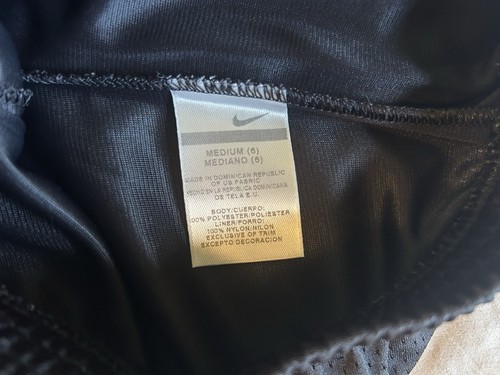 MEDIUM (6)
MEDIANO (6)
MADE IN DOMINICAN REPUBLIC
OF US FABRIC
HECHO EN LA REPUBLICA DOMINICANA
DE TELA E.U.
BODY/CUERPO:
100% POLYESTER/POLIESTER
LINER/FORRO:
100% NYLON/NILON
EXCLUSIVE OF TRIM
EXCEPTO DECORACION